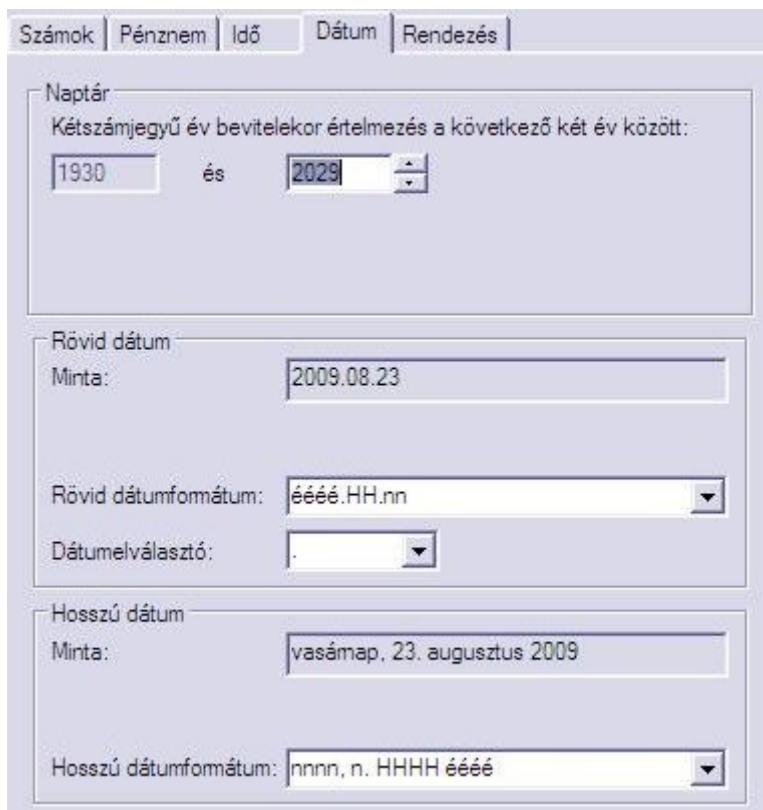 Számok Pénznem Idő Dátum Rendezés
Naptár
Kétszámjegyű év bevitelekor értelmezés a következő két év között:
1930 és 2029
Rövid dátum
Minta: 2009.08.23
Rövid dátumformátum: éééé.HH.nn
Dátumelválasztó: .
Hosszú dátum
Minta: vasárnap, 23. augusztus 2009
Hosszú dátumformátum: nnnn, n. HHHH éééé